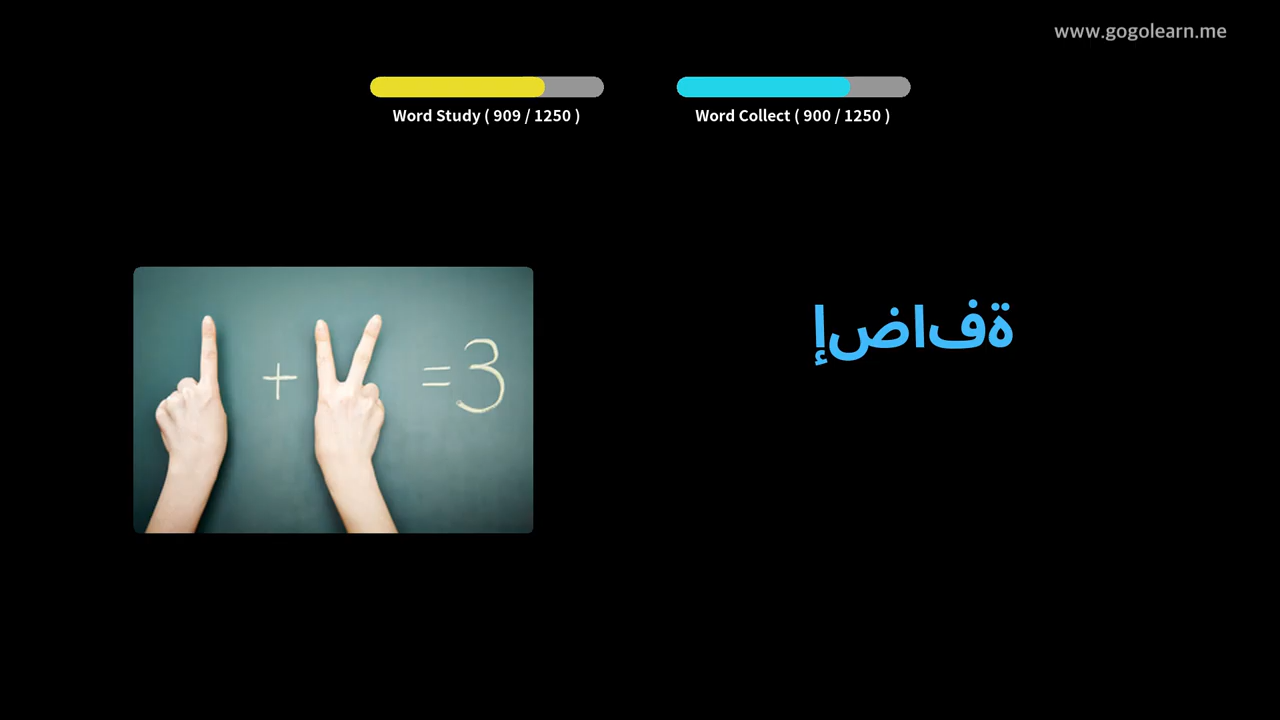 www.gogolearn.me
Word Study ( 909 / 1250 )
Word Collect ( 900 / 1250 )
ةفاضإ
+ = 3